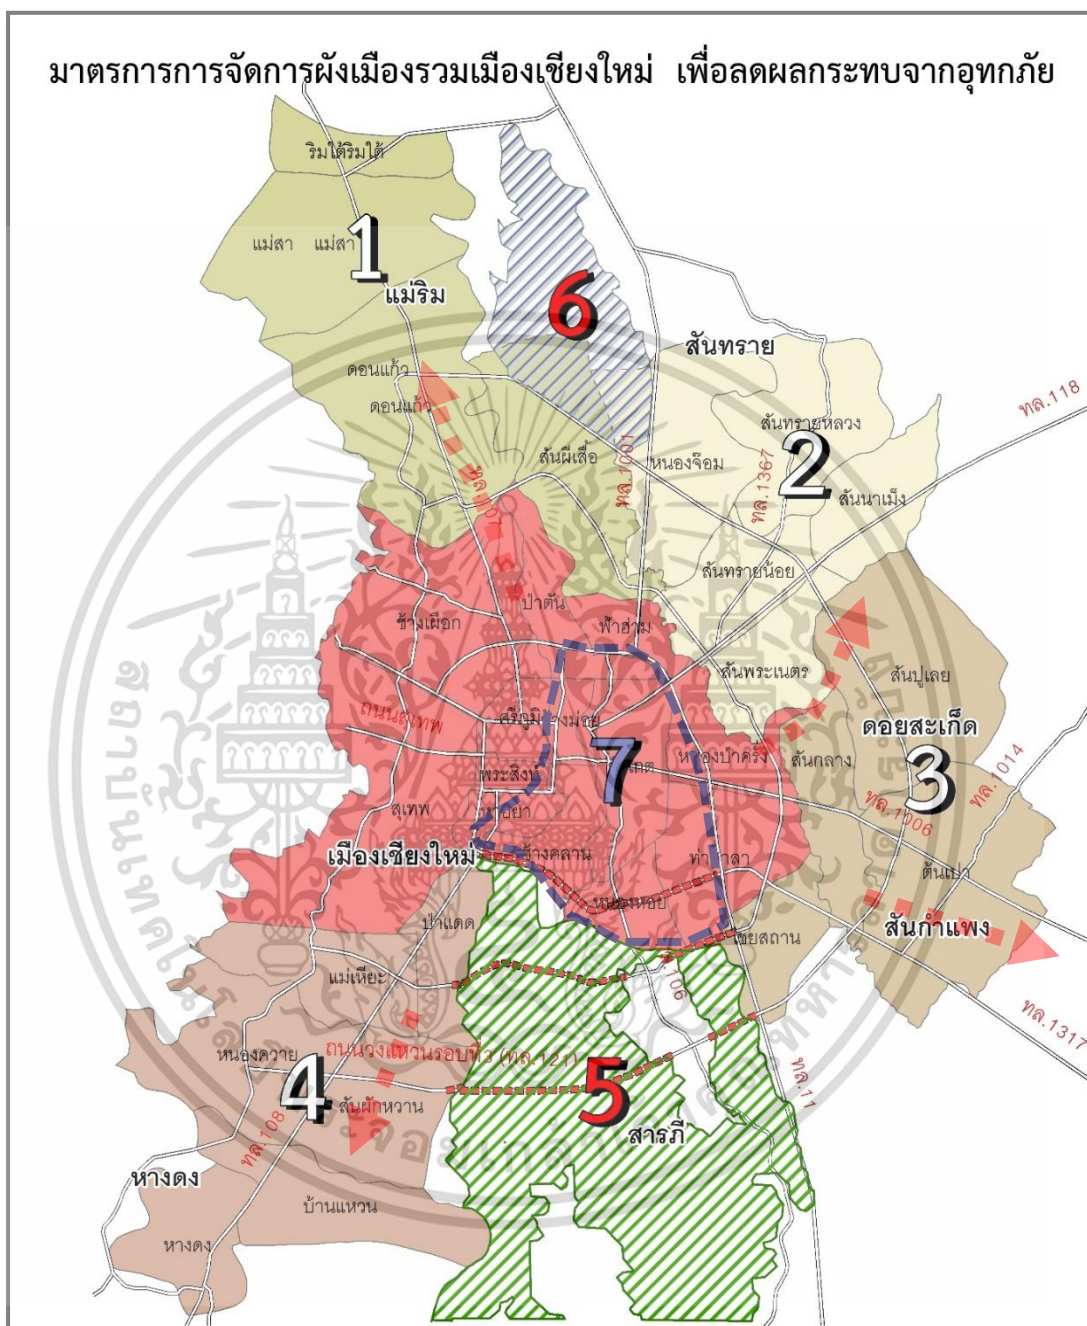 มาตรการการจัดการผังเมืองรวมเมืองเชียงใหม่ เพื่อลดผลกระทบจากอุทกภัย
ริมใต้ริมใต้
แม่สา แม่สา
1
แม่ริม
6
สันทราย
ดอนแก้ว
ดอนแก้ว
ทล.118
สันทรายหลวง
สันผีเสื้อ
ทล.1001
หนองจ๊อม
2
ทล.1367
สันนาเม็ง
สันทรายน้อย
ป่าตัน
ช้างเผือก
ฟ้าฮ่าม
สันพระเนตร
สันปูเลย
ถนนสุเทพ
ศรีภูมิ
7
หนองป่าครั่ง
สันกลาง
ดอยสะเก็ด
3
พระสิงห์
ทล.1014
ทล.1006
สุเทพ
หายยา
เมืองเชียงใหม่
ช้างคลาน
ท่าศาลา
ต้นเปา
หนองหอย
สันกำแพง
ป่าแดด
ไชยสถาน
แม่เหียะ
ทล.106
ทล.1317
หนองควาย
ถนนวงแหวนรอบที่3 (ทล.121)
ทล.11
4
5
สันผักหวาน
ทล.108
สารภี
หางดง
บ้านแหวน
หางดง